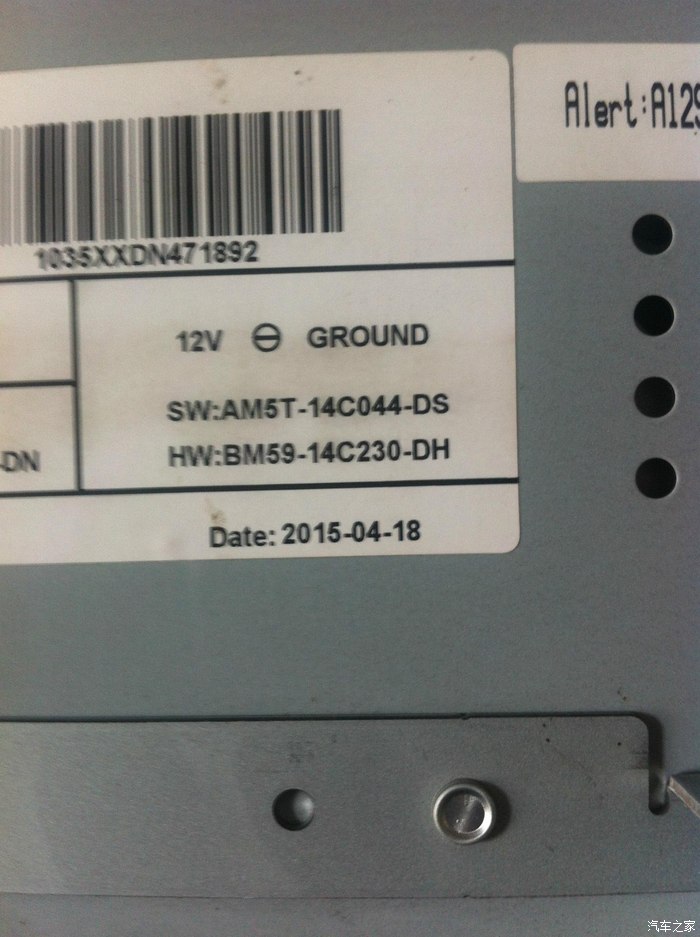 Alert:A12
1035XXDN471892
12V ⊖ GROUND
SW:AM5T-14C044-DS
HW:BM59-14C230-DH
-DN
Date: 2015-04-18
汽车之家